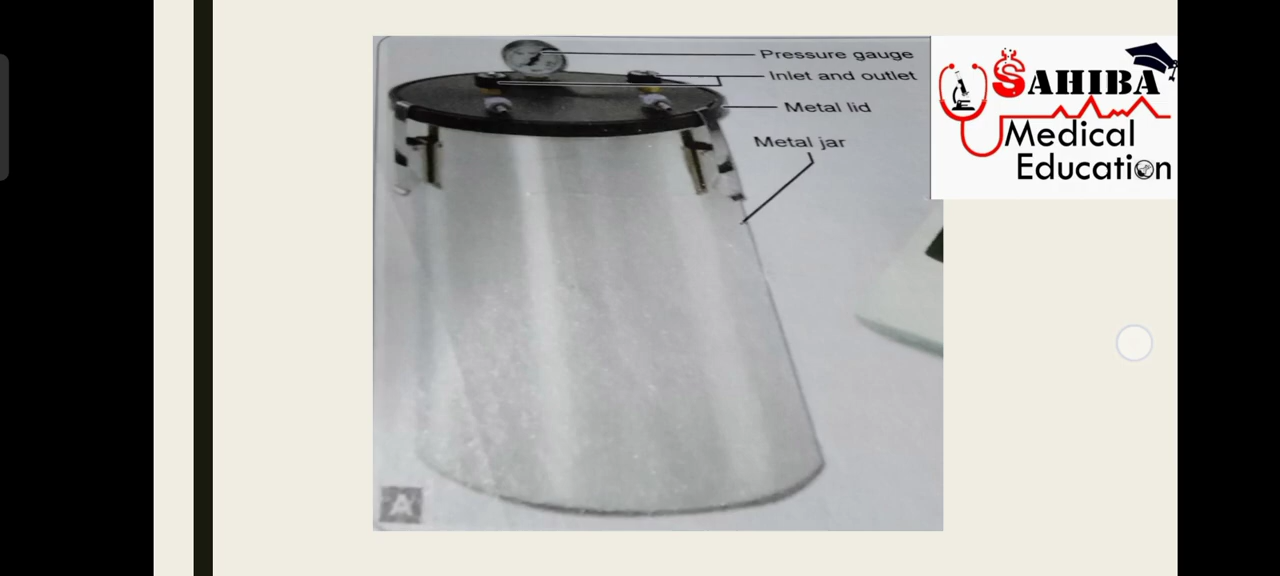 Pressure gauge
Inlet and outlet
Metal lid
Metal jar
A
SAHIBA
Medical
Education